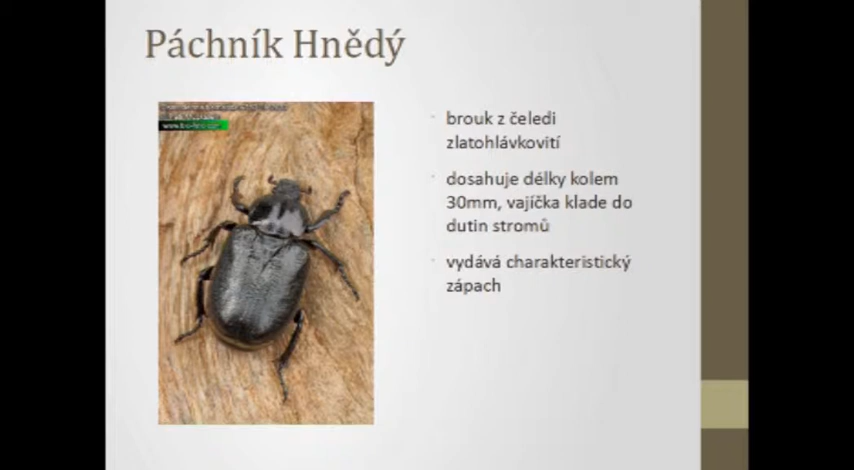 Páchník Hnědý
brouk z čeledi
zlatohlávkovití
dosahuje délky kolem
30mm, vajíčka klade do
dutin stromů
vydává charakteristický
zápach